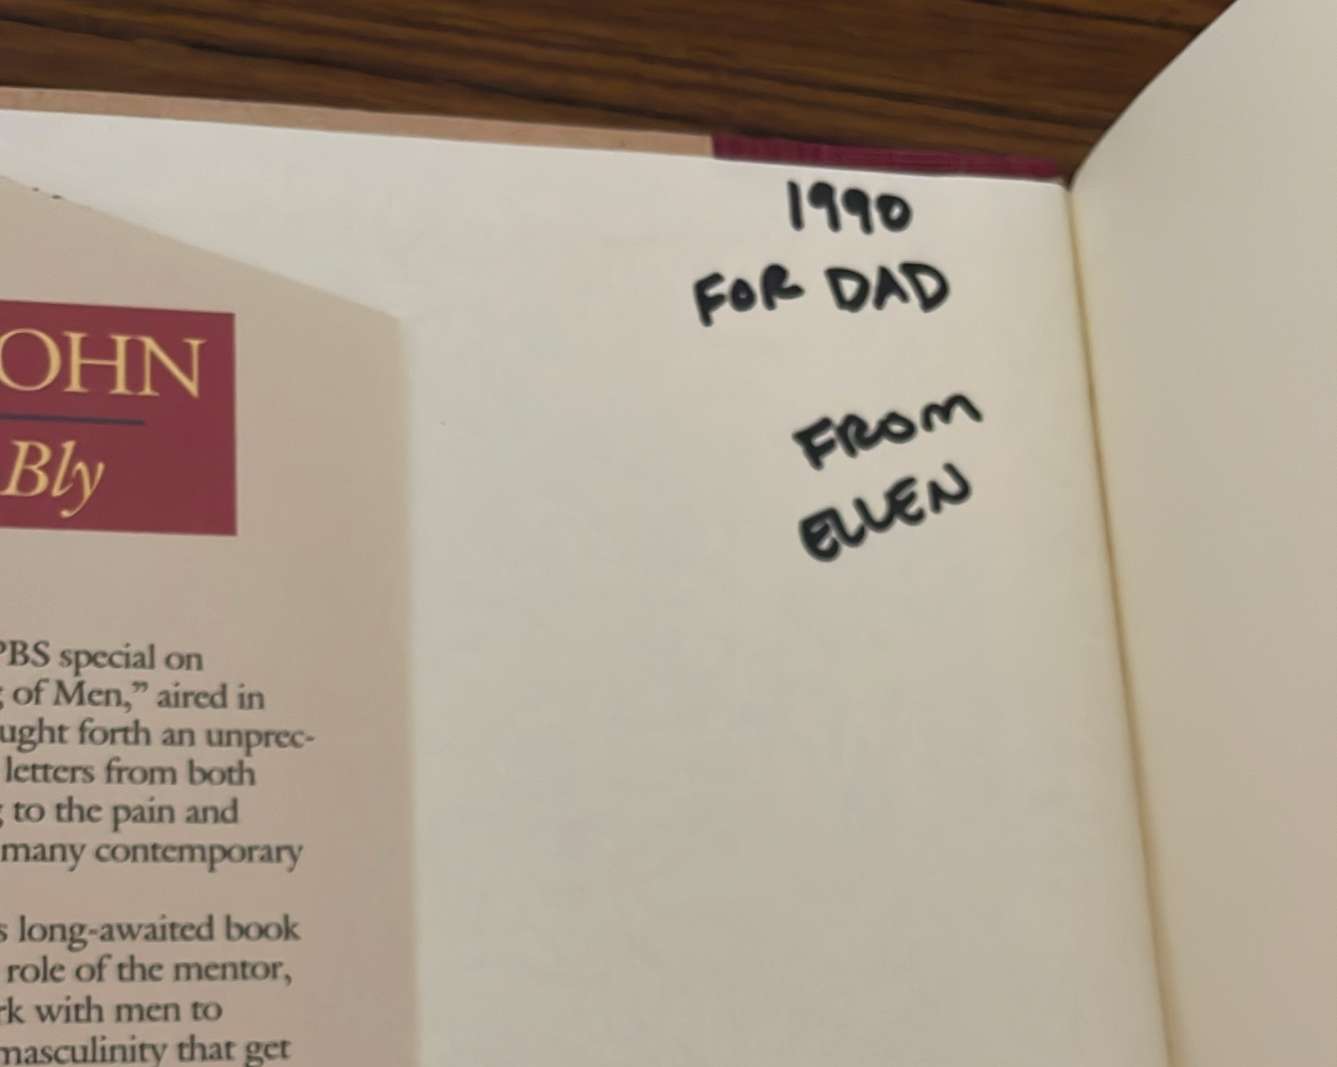 1990
FOR DAD
FROM
ELLEN
OHN
Bly
PBS special on
of Men,” aired in
ught forth an unprec-
letters from both
to the pain and
many contemporary
s long-awaited book
role of the mentor,
rk with men to
masculinity that get